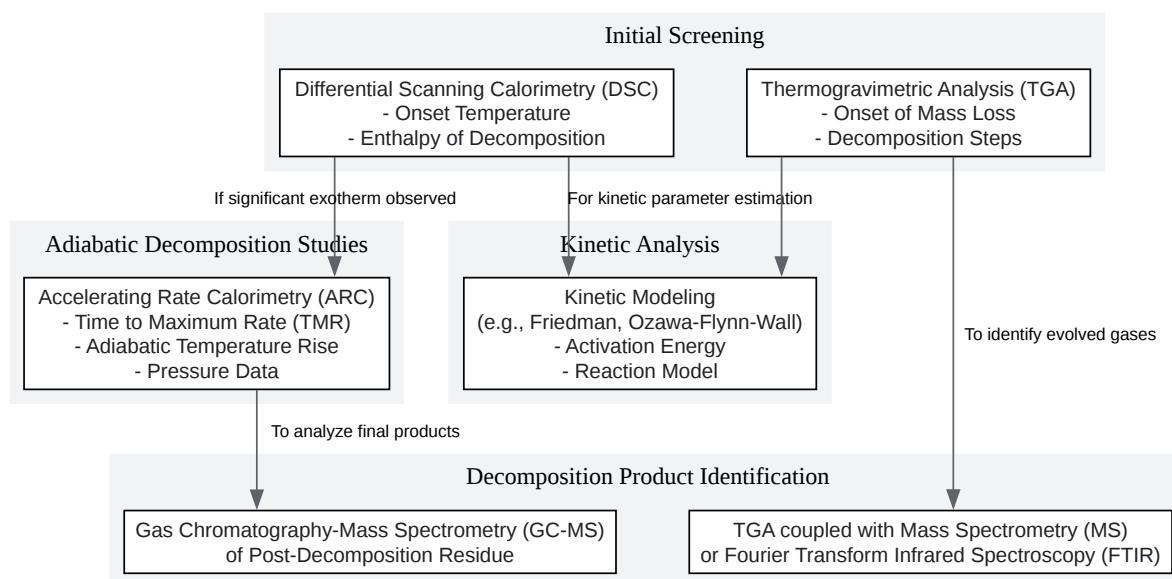 Initial Screening
Differential Scanning Calorimetry (DSC)
- Onset Temperature
- Enthalpy of Decomposition
Thermogravimetric Analysis (TGA)
- Onset of Mass Loss
- Decomposition Steps
If significant exotherm observed
For kinetic parameter estimation
Adiabatic Decomposition Studies
Accelerating Rate Calorimetry (ARC)
- Time to Maximum Rate (TMR)
- Adiabatic Temperature Rise
- Pressure Data
Kinetic Analysis
Kinetic Modeling
(e.g., Friedman, Ozawa-Flynn-Wall)
- Activation Energy
- Reaction Model
To identify evolved gases
To analyze final products
Decomposition Product Identification
Gas Chromatography-Mass Spectrometry (GC-MS)
of Post-Decomposition Residue
TGA coupled with Mass Spectrometry (MS)
or Fourier Transform Infrared Spectroscopy (FTIR)